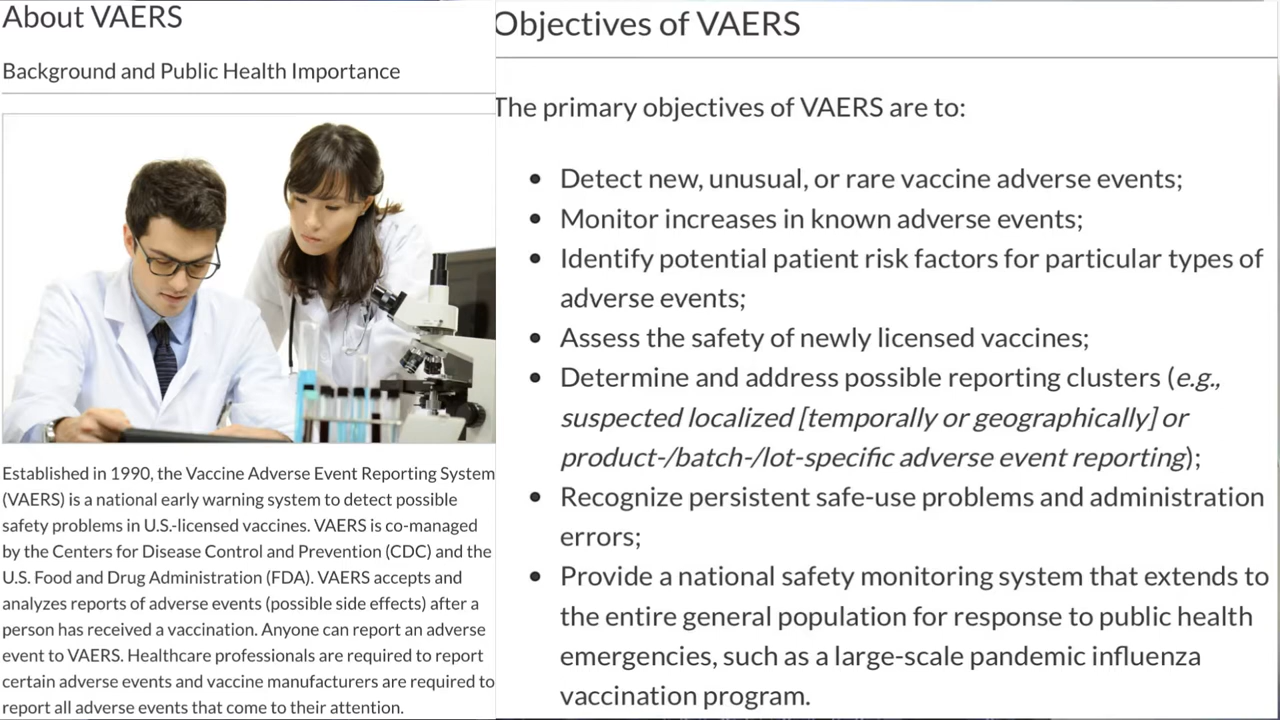 About VAERS
Background and Public Health Importance
Established in 1990, the Vaccine Adverse Event Reporting System
(VAERS) is a national early warning system to detect possible
safety problems in U.S.-licensed vaccines. VAERS is co-managed
by the Centers for Disease Control and Prevention (CDC) and the
U.S. Food and Drug Administration (FDA). VAERS accepts and
analyzes reports of adverse events (possible side effects) after a
person has received a vaccination. Anyone can report an adverse
event to VAERS. Healthcare professionals are required to report
certain adverse events and vaccine manufacturers are required to
report all adverse events that come to their attention.
Objectives of VAERS
The primary objectives of VAERS are to:
• Detect new, unusual, or rare vaccine adverse events;
• Monitor increases in known adverse events;
• Identify potential patient risk factors for particular types of
adverse events;
• Assess the safety of newly licensed vaccines;
• Determine and address possible reporting clusters (e.g.,
suspected localized [temporally or geographically] or
product-/batch-/lot-specific adverse event reporting);
• Recognize persistent safe-use problems and administration
errors;
• Provide a national safety monitoring system that extends to
the entire general population for response to public health
emergencies, such as a large-scale pandemic influenza
vaccination program.